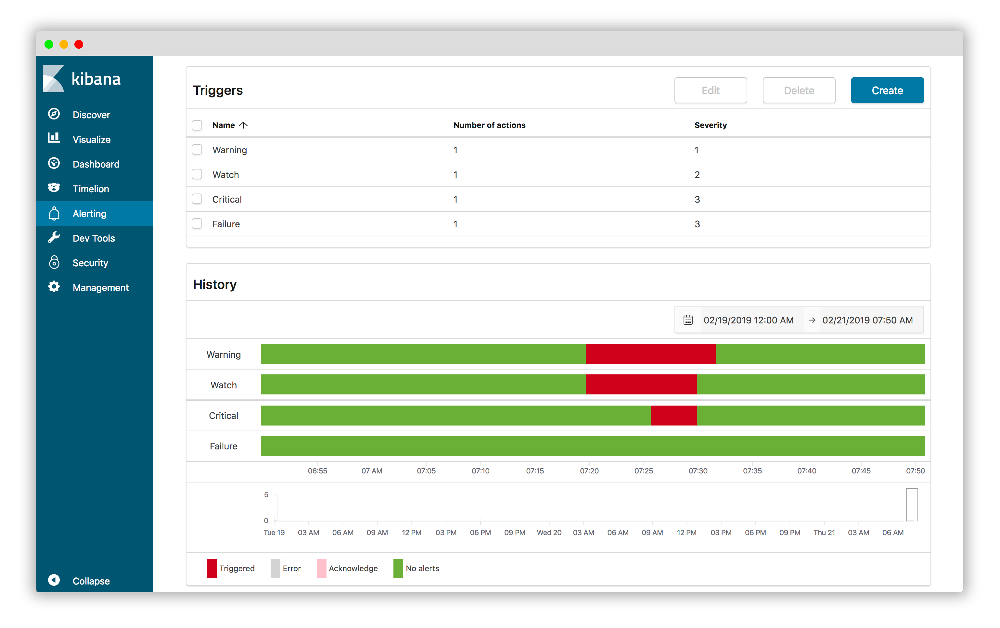 kibana
Discover
Visualize
Dashboard
Timelion
Alerting
Dev Tools
Security
Management
Collapse
Triggers
Edit Delete Create
Name Number of actions Severity
Warning 1 1
Watch 1 2
Critical 1 3
Failure 1 3
History
02/19/2019 12:00 AM → 02/21/2019 07:50 AM
Warning
Watch
Critical
Failure
06:55 07 AM 07:05 07:10 07:15 07:20 07:25 07:30 07:35 07:40 07:45 07:50
5
0
Tue 19 03 AM 06 AM 09 AM 12 PM 03 PM 06 PM 09 PM Wed 20 03 AM 06 AM 09 AM 12 PM 03 PM 06 PM 09 PM Thu 21 03 AM 06 AM
Triggered Error Acknowledge No alerts